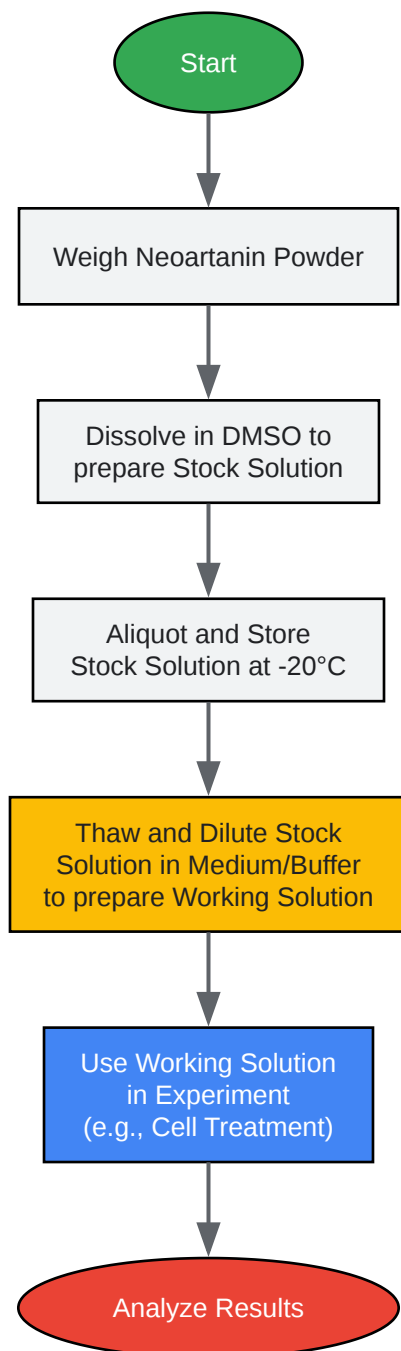 Start
Weigh Neoartanin Powder
Dissolve in DMSO to
prepare Stock Solution
Aliquot and Store
Stock Solution at -20°C
Thaw and Dilute Stock
Solution in Medium/Buffer
to prepare Working Solution
Use Working Solution
in Experiment
(e.g., Cell Treatment)
Analyze Results